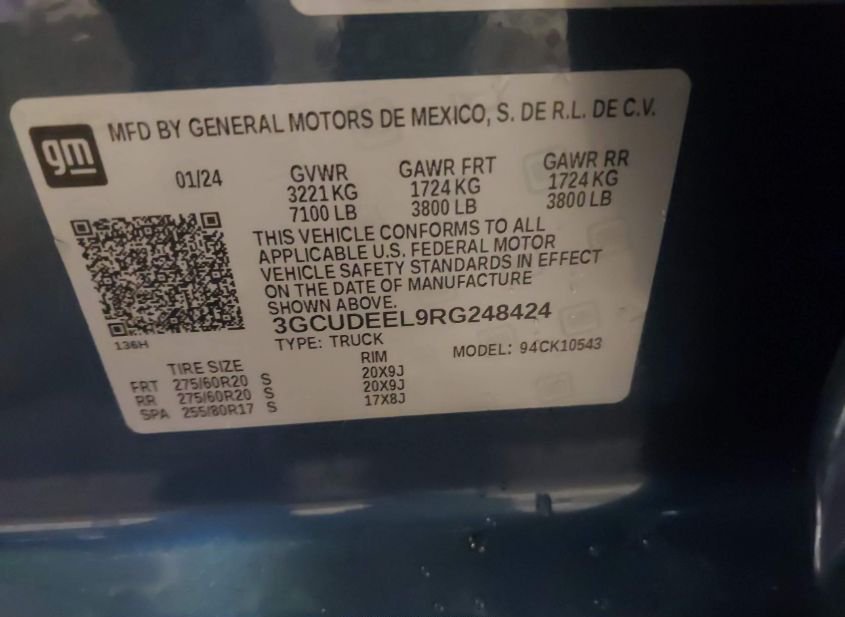 gm
MFD BY GENERAL MOTORS DE MEXICO, S. DE R.L. DE C.V.
01/24 GVWR GAWR FRT GAWR RR
3221 KG 1724 KG 1724 KG
7100 LB 3800 LB 3800 LB
THIS VEHICLE CONFORMS TO ALL
APPLICABLE U.S. FEDERAL MOTOR
VEHICLE SAFETY STANDARDS IN EFFECT
ON THE DATE OF MANUFACTURE
SHOWN ABOVE.
3GCUDEEL9RG248424
136H
TYPE: TRUCK MODEL: 94CK10543
TIRE SIZE RIM
FRT 275/60R20 S 20X9J
RR 275/60R20 S 20X9J
SPA 255/80R17 S 17X8J